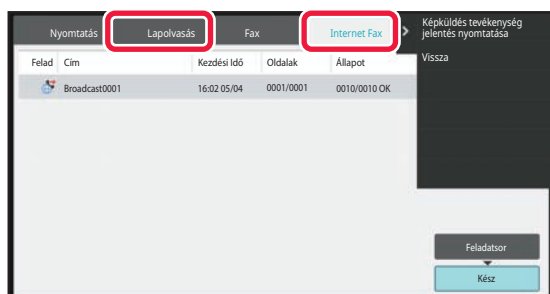 Nyomtatás Lapolvasás Fax Internet Fax
Képküldés tevékenység
jelentés nyomtatása
Vissza
Felad Cím Kezdési Idő Oldalak Állapot
Broadcast0001 16:02 05/04 0001/0001 0010/0010 OK
Feladatsor
Kész